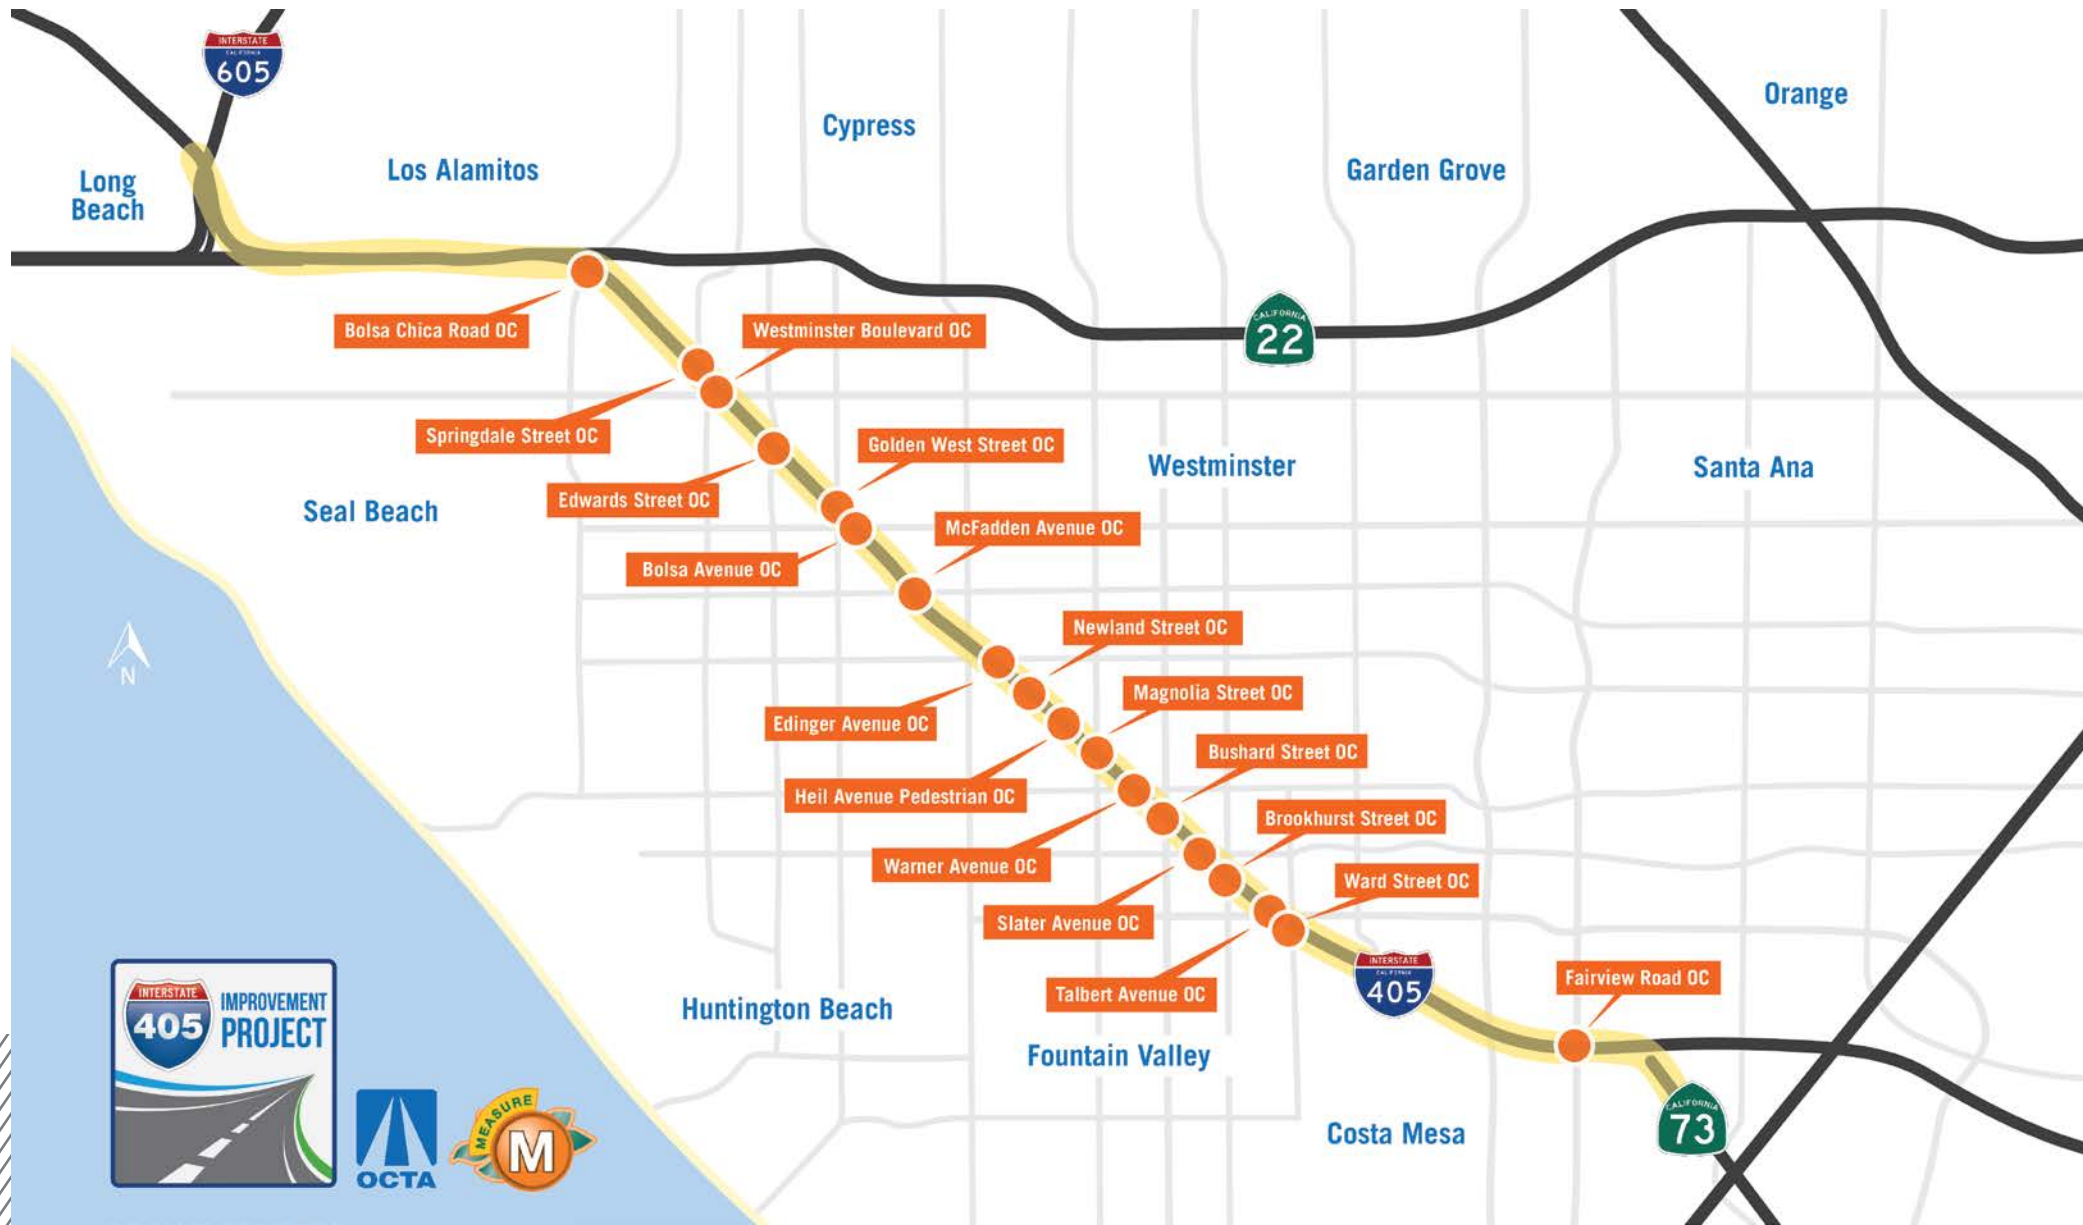 INTERSTATE
CALIFORNIA
605
Orange
Cypress
Los Alamitos
Garden Grove
Long
Beach
Bolsa Chica Road OC
Westminster Boulevard OC
CALIFORNIA
22
Springdale Street OC
Golden West Street OC
Westminster
Santa Ana
Edwards Street OC
Seal Beach
McFadden Avenue OC
Bolsa Avenue OC
Newland Street OC
N
Magnolia Street OC
Edinger Avenue OC
Bushard Street OC
Heil Avenue Pedestrian OC
Brookhurst Street OC
Warner Avenue OC
Ward Street OC
Slater Avenue OC
INTERSTATE
CALIFORNIA
405
Fairview Road OC
Talbert Avenue OC
Huntington Beach
Fountain Valley
INTERSTATE
405
IMPROVEMENT
PROJECT
CALIFORNIA
73
Costa Mesa
OCTA
MEASURE
M